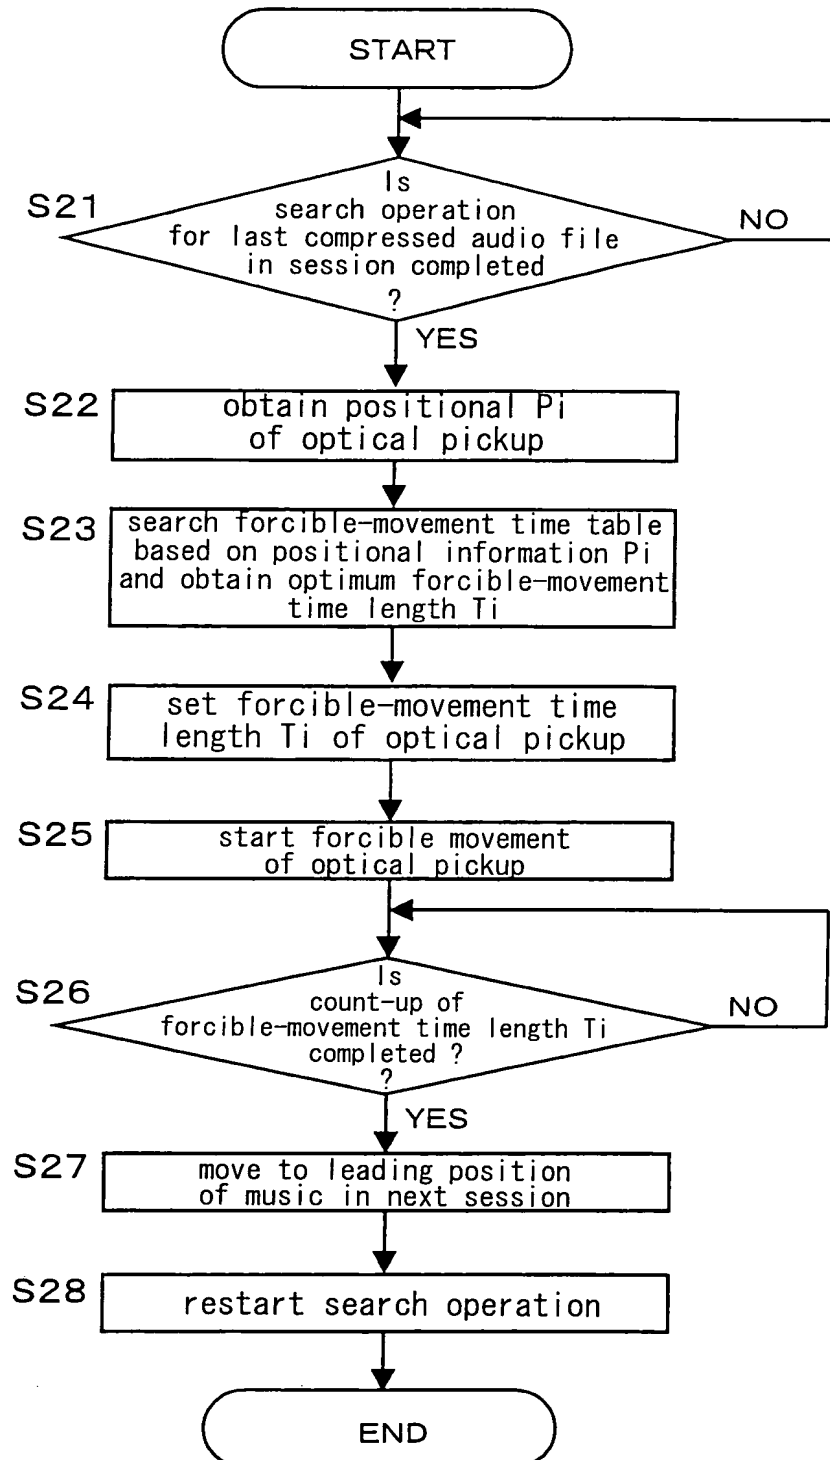 START
S21
Is
search operation
for last compressed audio file
in session completed
?
NO
YES
S22
obtain positional Pi
of optical pickup
S23
search forcible-movement time table
based on positional information Pi
and obtain optimum forcible-movement
time length Ti
S24
set forcible-movement time
length Ti of optical pickup
S25
start forcible movement
of optical pickup
S26
Is
count-up of
forcible-movement time length Ti
completed ?
?
NO
YES
S27
move to leading position
of music in next session
S28
restart search operation
END